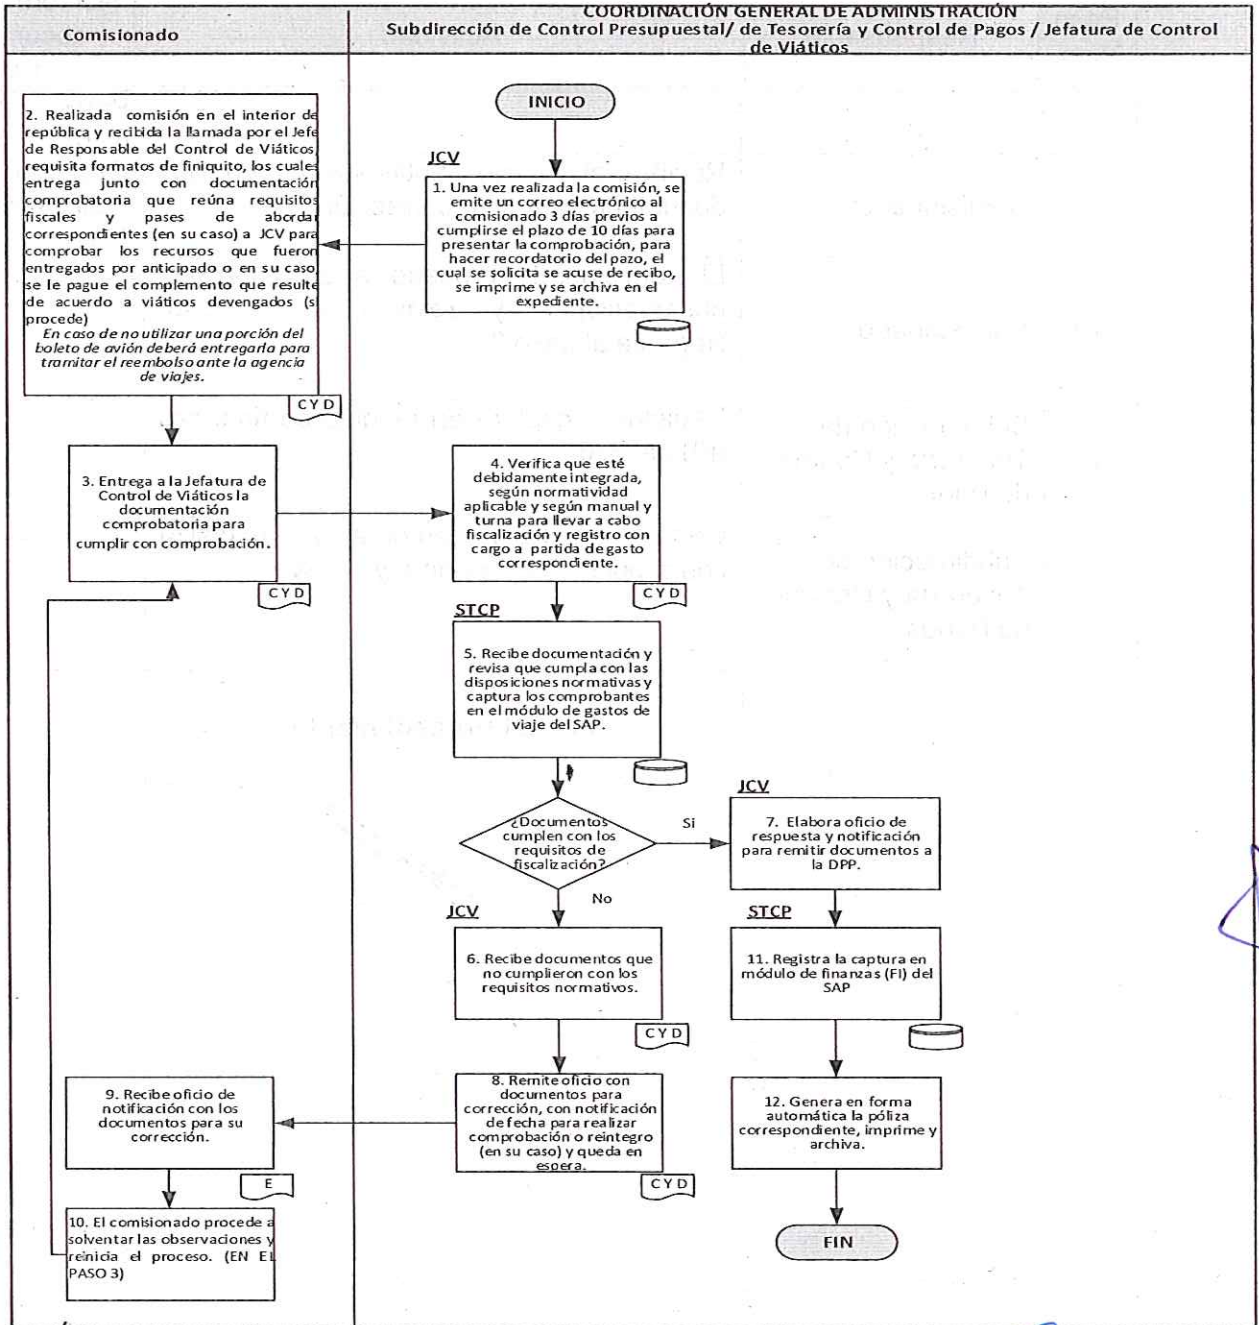 COORDINACIÓN GENERAL DE ADMINISTRACIÓN
Comisionado
Subdirección de Control Presupuestal/ de Tesorería y Control de Pagos / Jefatura de Control
de Viáticos
INICIO
2. Realizada comisión en el interior de
república y recibida la llamada por el Jefe
de Responsable del Control de Viáticos
requisita formatos de finiquito, los cuales
entrega junto con documentación
comprobatoria que reúna requisitos
fiscales y pases de abordar
correspondientes (en su caso) a JCV para
comprobar los recursos que fueron
entregados por anticipado o en su caso,
se le pague el complemento que resulte
de acuerdo a viáticos devengados (si
procede)
En caso de no utilizar una porción del
boleto de avión deberá entregarla para
tramitar el reembolso ante la agencia
de viajes.
C Y D
JCV
1. Una vez realizada la comisión, se
emite un correo electrónico al
comisionado 3 días previos a
cumplirse el plazo de 10 días para
presentar la comprobación, para
hacer recordatorio del pazo, el
cual se solicita se acuse de recibo,
se imprime y se archiva en el
expediente.
3. Entrega a la Jefatura de
Control de Viáticos la
documentación
comprobatoria para
cumplir con comprobación.
C Y D
4. Verifica que esté
debidamente integrada,
según normatividad
aplicable y según manual y
turna para llevar a cabo
fiscalización y registro con
cargo a partida de gasto
correspondiente.
C Y D
STCP
5. Recibe documentación y
revisa que cumpla con las
disposiciones normativas y
captura los comprobantes
en el módulo de gastos de
viaje del SAP.
¿Documentos
cumplen con los
requisitos de
fiscalización?
Si
No
JCV
7. Elabora oficio de
respuesta y notificación
para remitir documentos a
la DPP.
JCV
6. Recibe documentos que
no cumplieron con los
requisitos normativos.
C Y D
STCP
11. Registra la captura en
módulo de finanzas (FI) del
SAP
8. Remite oficio con
documentos para
corrección, con notificación
de fecha para realizar
comprobación o reintegro
(en su caso) y queda en
espera.
C Y D
12. Genera en forma
automática la póliza
correspondiente, imprime y
archiva.
9. Recibe oficio de
notificación con los
documentos para su
corrección.
E
10. El comisionado procede a
solventar las observaciones y
reinicia el proceso. (EN EL
PASO 3)
FIN